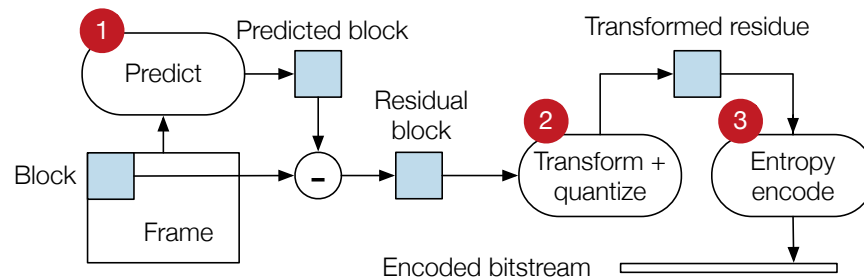 1
Predict
Predicted block
Block
Frame
-
Residual
block
2
Transform +
quantize
Transformed residue
3
Entropy
encode
Encoded bitstream